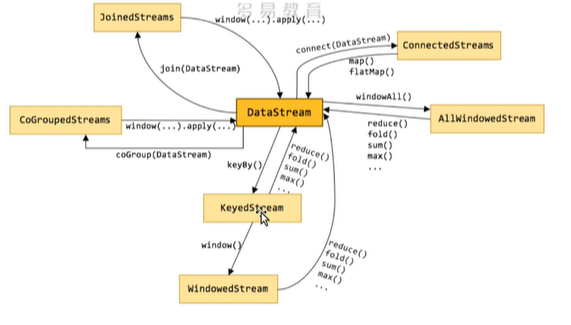 多易教育
JoinedStreams
window(...).apply(...)
connect(DataStream)
ConnectedStreams
map()
flatMap()
join(DataStream)
windowAll()
DataStream
CoGroupedStreams
window(...).apply(...)
AllWindowedStream
reduce()
fold()
sum()
max()
...
coGroup(DataStream)
keyBy()
reduce()
fold()
sum()
max()
...
KeyedStream
window()
reduce()
fold()
sum()
max()
...
WindowedStream